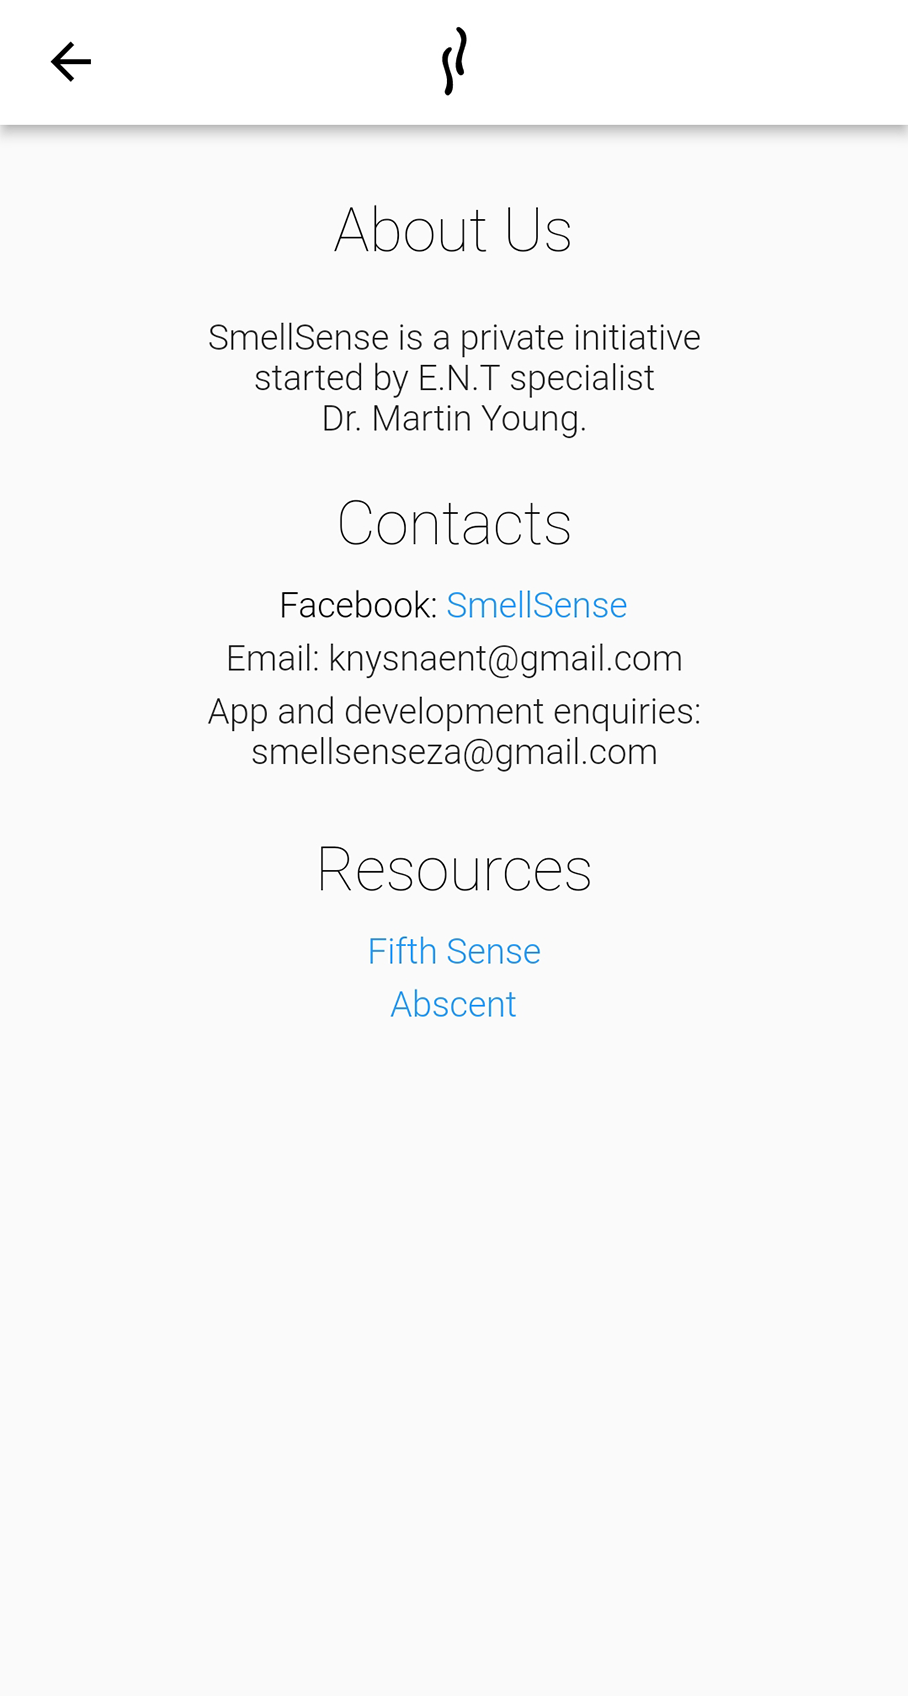 About Us
SmellSense is a private initiative
started by E.N.T specialist
Dr. Martin Young.
Contacts
Facebook: SmellSense
Email: knysnaent@gmail.com
App and development enquiries:
smellsenseza@gmail.com
Resources
Fifth Sense
Abscent